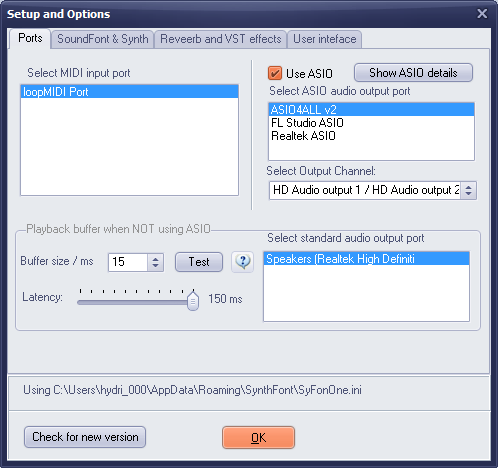 Setup and Options
Ports
SoundFont & Synth
Reveerb and VST effects
User inteface
Select MIDI input port
loopMIDI Port
Use ASIO
Show ASIO details
Select ASIO audio output port
ASIO4ALL v2
FL Studio ASIO
Realtek ASIO
Select Output Channel:
HD Audio output 1 / HD Audio output 2
Playback buffer when NOT using ASIO
Buffer size / ms
15
Test
?
Latency:
150 ms
Select standard audio output port
Speakers (Realtek High Definiti
Using C:\Users\hydri_000\AppData\Roaming\SynthFont\SyFonOne.ini
Check for new version
OK